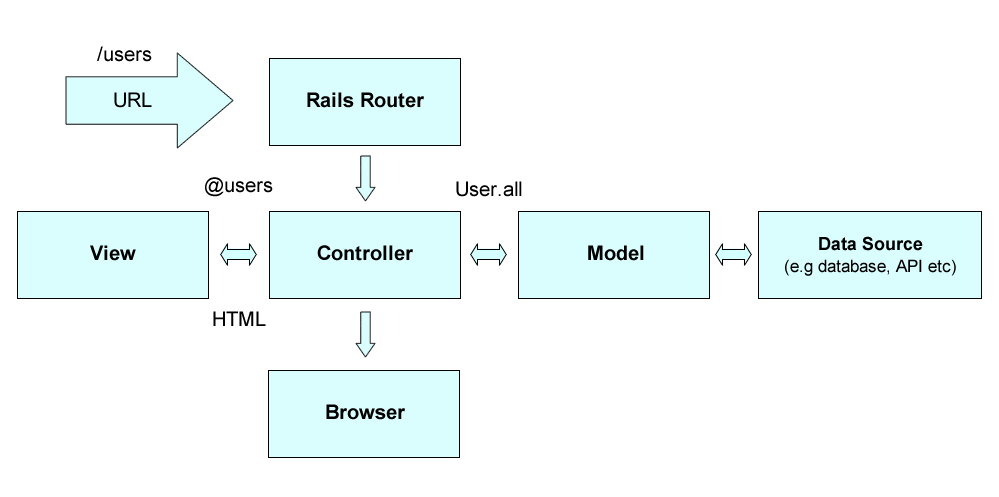 /users
URL
Rails Router
@users
User.all
View
Controller
Model
Data Source
(e.g database, API etc)
HTML
Browser